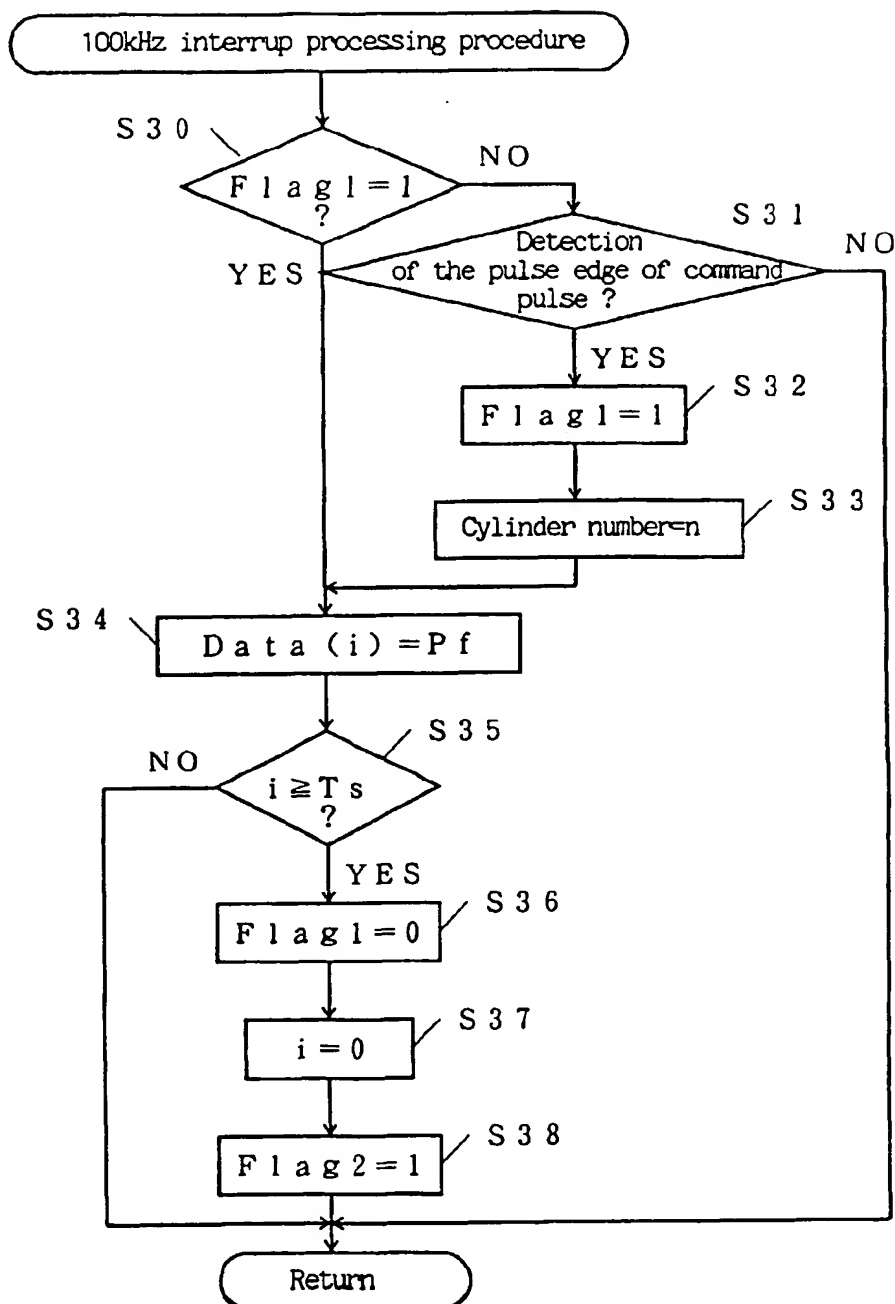 100kHz interrup processing procedure
S30
NO
Flag1=1
?
S31
NO
Detection
of the pulse edge of command
pulse ?
YES
YES
S32
Flag1=1
S33
Cylinder number=n
S34
Data(i)=Pf
S35
NO
i≧Ts
?
YES
S36
Flag1=0
S37
i=0
S38
Flag2=1
Return